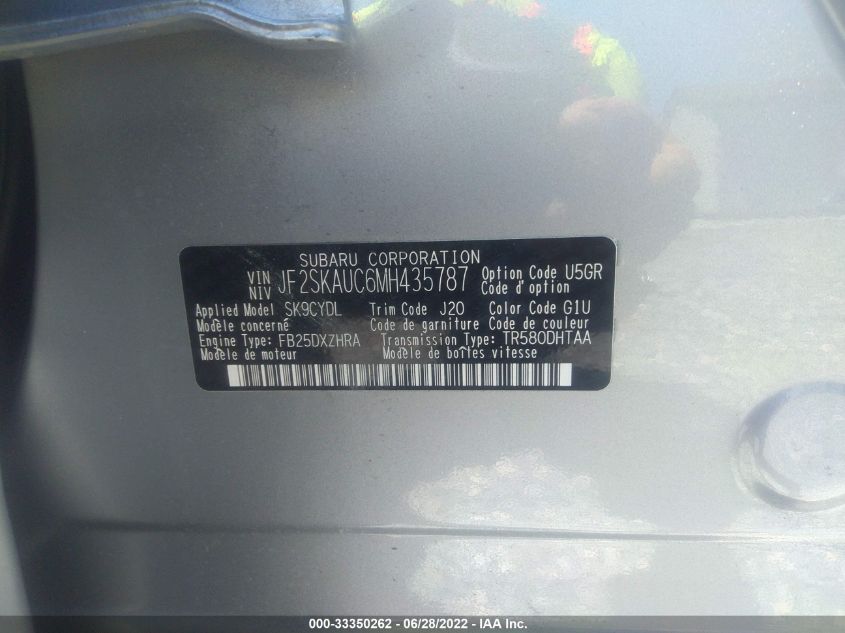 SUBARU CORPORATION
VIN NIV JF2SKAUC6MH435787 Option Code U5GR
Code d'option
Applied Model SK9CYDL Trim Code J20 Color Code G1U
Modèle concerné Code de garniture Code de couleur
Engine Type: FB25DXZHRA Transmission Type: TR580DHTAA
Modèle de moteur Modèle de boîtes vitesse
000-33350262 - 06/28/2022 - IAA Inc.